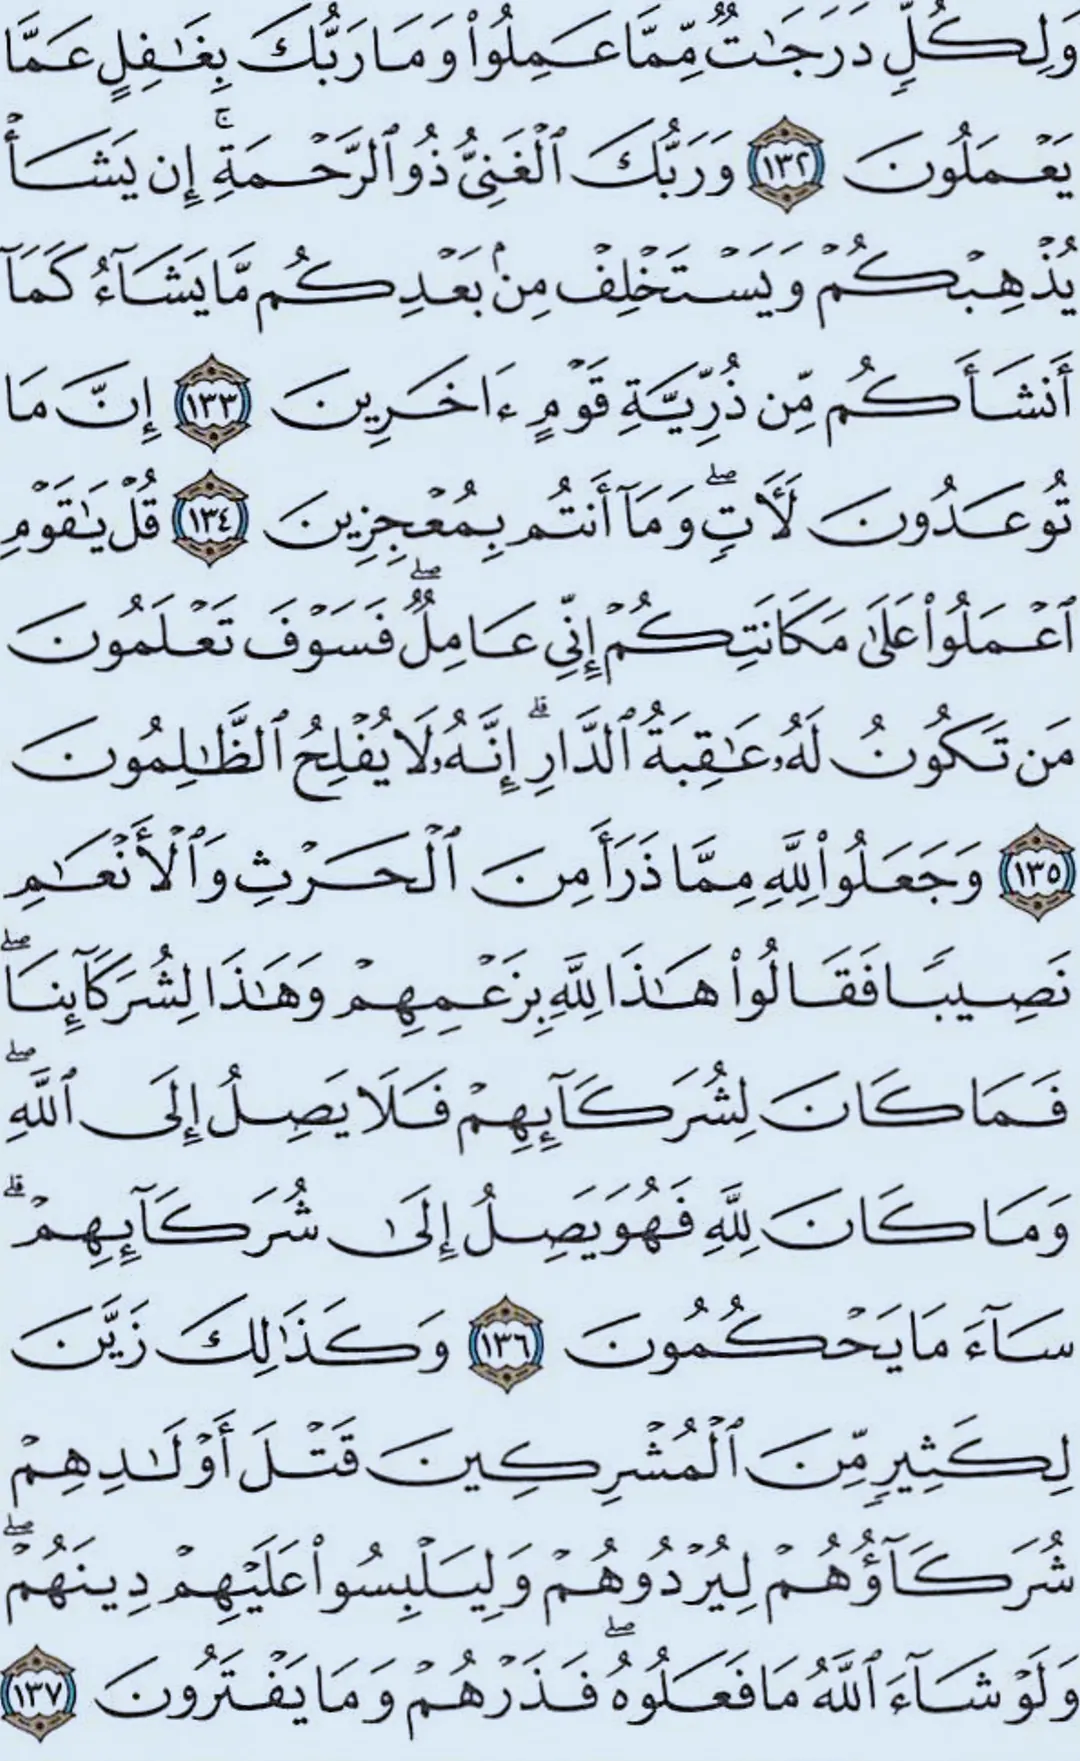 وَلِكُلٍّ دَرَجَٰتٌ مِّمَّا عَمِلُوا۟ وَمَا رَبُّكَ بِغَٰفِلٍ عَمَّا
يَعْمَلُونَ ١٣٢ وَرَبُّكَ ٱلْغَنِىُّ ذُو ٱلرَّحْمَةِ ۚ إِن يَشَأْ
يُذْهِبْكُمْ وَيَسْتَخْلِفْ مِنۢ بَعْدِكُم مَّا يَشَآءُ كَمَآ
أَنشَأَكُم مِّن ذُرِّيَّةِ قَوْمٍ ءَاخَرِينَ ١٣٣ إِنَّ مَا
تُوعَدُونَ لَـَٔاتٍ ۖ وَمَآ أَنتُم بِمُعْجِزِينَ ١٣٤ قُلْ يَٰقَوْمِ
ٱعْمَلُوا۟ عَلَىٰ مَكَانَتِكُمْ إِنِّى عَامِلٌ ۖ فَسَوْفَ تَعْلَمُونَ
مَن تَكُونُ لَهُۥ عَٰقِبَةُ ٱلدَّارِ ۗ إِنَّهُۥ لَا يُفْلِحُ ٱلظَّٰلِمُونَ
١٣٥ وَجَعَلُوا۟ لِلَّهِ مِمَّا ذَرَأَ مِنَ ٱلْحَرْثِ وَٱلْأَنْعَٰمِ
نَصِيبًا فَقَالُوا۟ هَٰذَا لِلَّهِ بِزَعْمِهِمْ وَهَٰذَا لِشُرَكَآئِنَا ۖ
فَمَا كَانَ لِشُرَكَآئِهِمْ فَلَا يَصِلُ إِلَى ٱللَّهِ ۖ
وَمَا كَانَ لِلَّهِ فَهُوَ يَصِلُ إِلَىٰ شُرَكَآئِهِمْ ۗ
سَآءَ مَا يَحْكُمُونَ ١٣٦ وَكَذَٰلِكَ زَيَّنَ
لِكَثِيرٍ مِّنَ ٱلْمُشْرِكِينَ قَتْلَ أَوْلَٰدِهِمْ
شُرَكَآؤُهُمْ لِيُرْدُوهُمْ وَلِيَلْبِسُوا۟ عَلَيْهِمْ دِينَهُمْ ۖ
وَلَوْ شَآءَ ٱللَّهُ مَا فَعَلُوهُ ۖ فَذَرْهُمْ وَمَا يَفْتَرُونَ ١٣٧